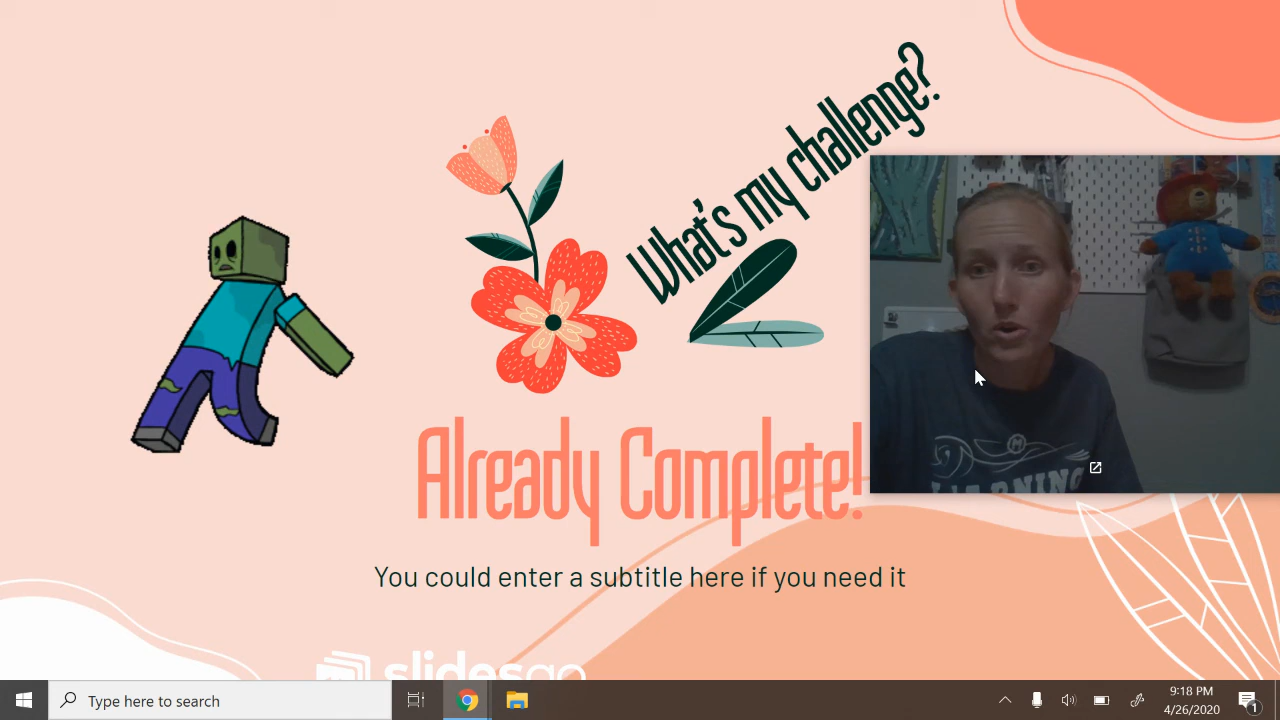 What's my challenge?
Already Complete!
You could enter a subtitle here if you need it
slidesgo
Type here to search
9:18 PM
4/26/2020
1